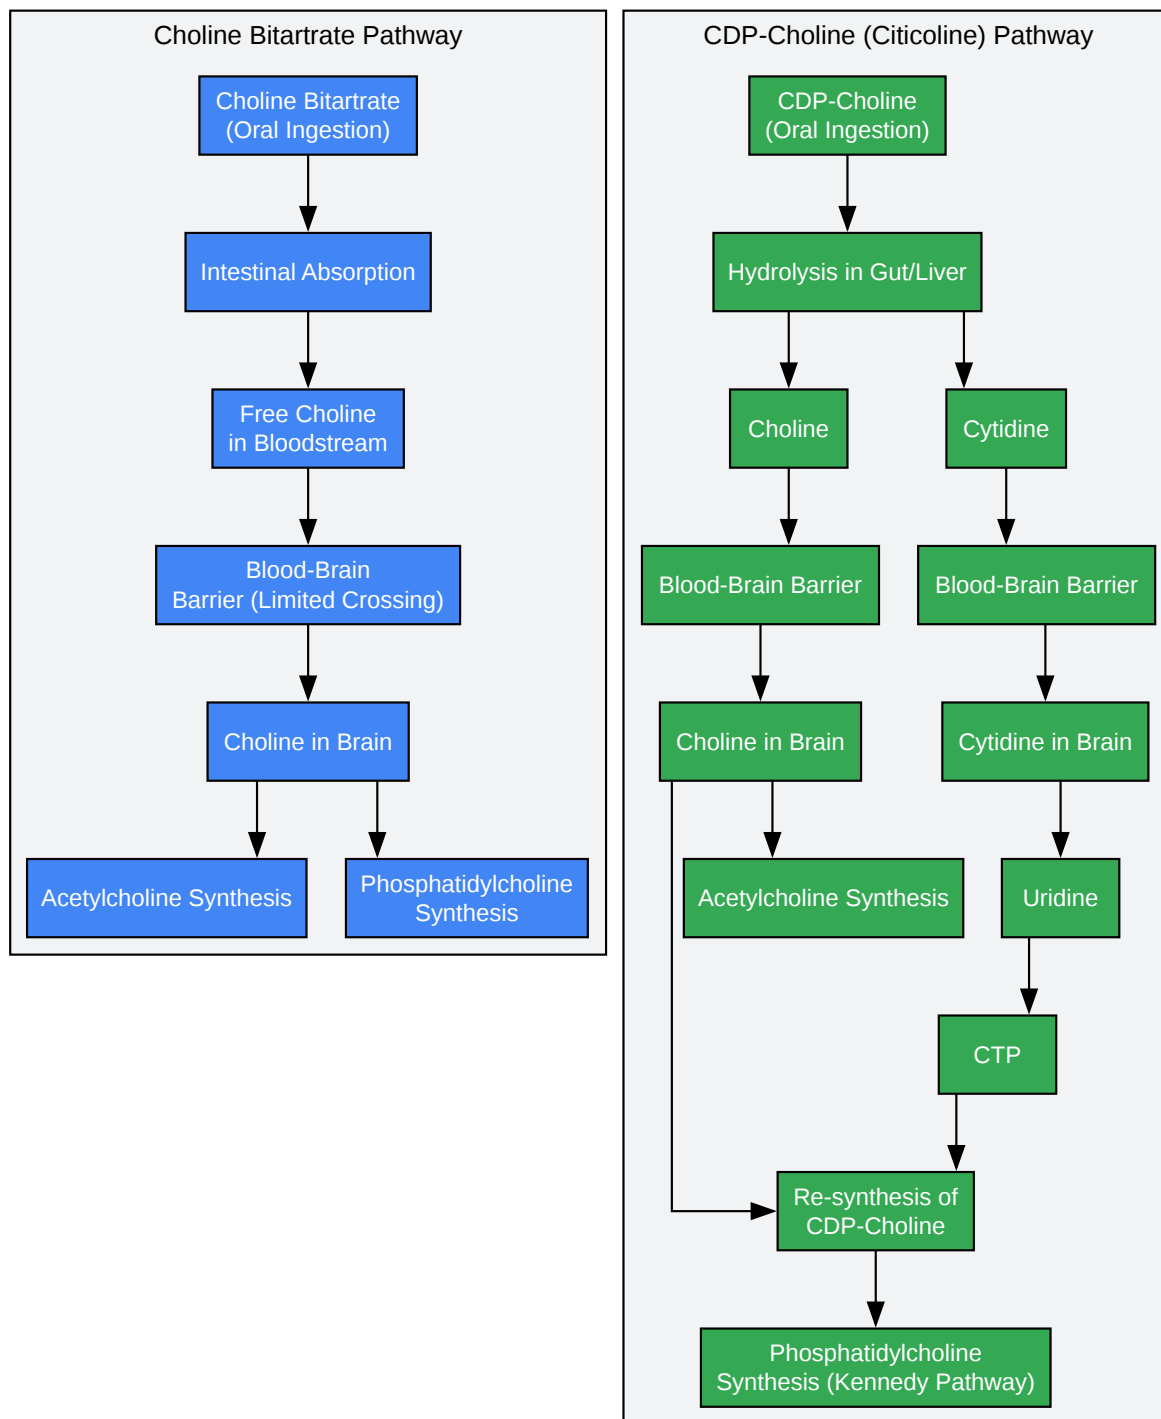 Choline Bitartrate Pathway
Choline Bitartrate
(Oral Ingestion)
Intestinal Absorption
Free Choline
in Bloodstream
Blood-Brain
Barrier (Limited Crossing)
Choline in Brain
Acetylcholine Synthesis
Phosphatidylcholine
Synthesis
CDP-Choline (Citicoline) Pathway
CDP-Choline
(Oral Ingestion)
Hydrolysis in Gut/Liver
Choline
Cytidine
Blood-Brain Barrier
Blood-Brain Barrier
Choline in Brain
Cytidine in Brain
Acetylcholine Synthesis
Uridine
CTP
Re-synthesis of
CDP-Choline
Phosphatidylcholine
Synthesis (Kennedy Pathway)